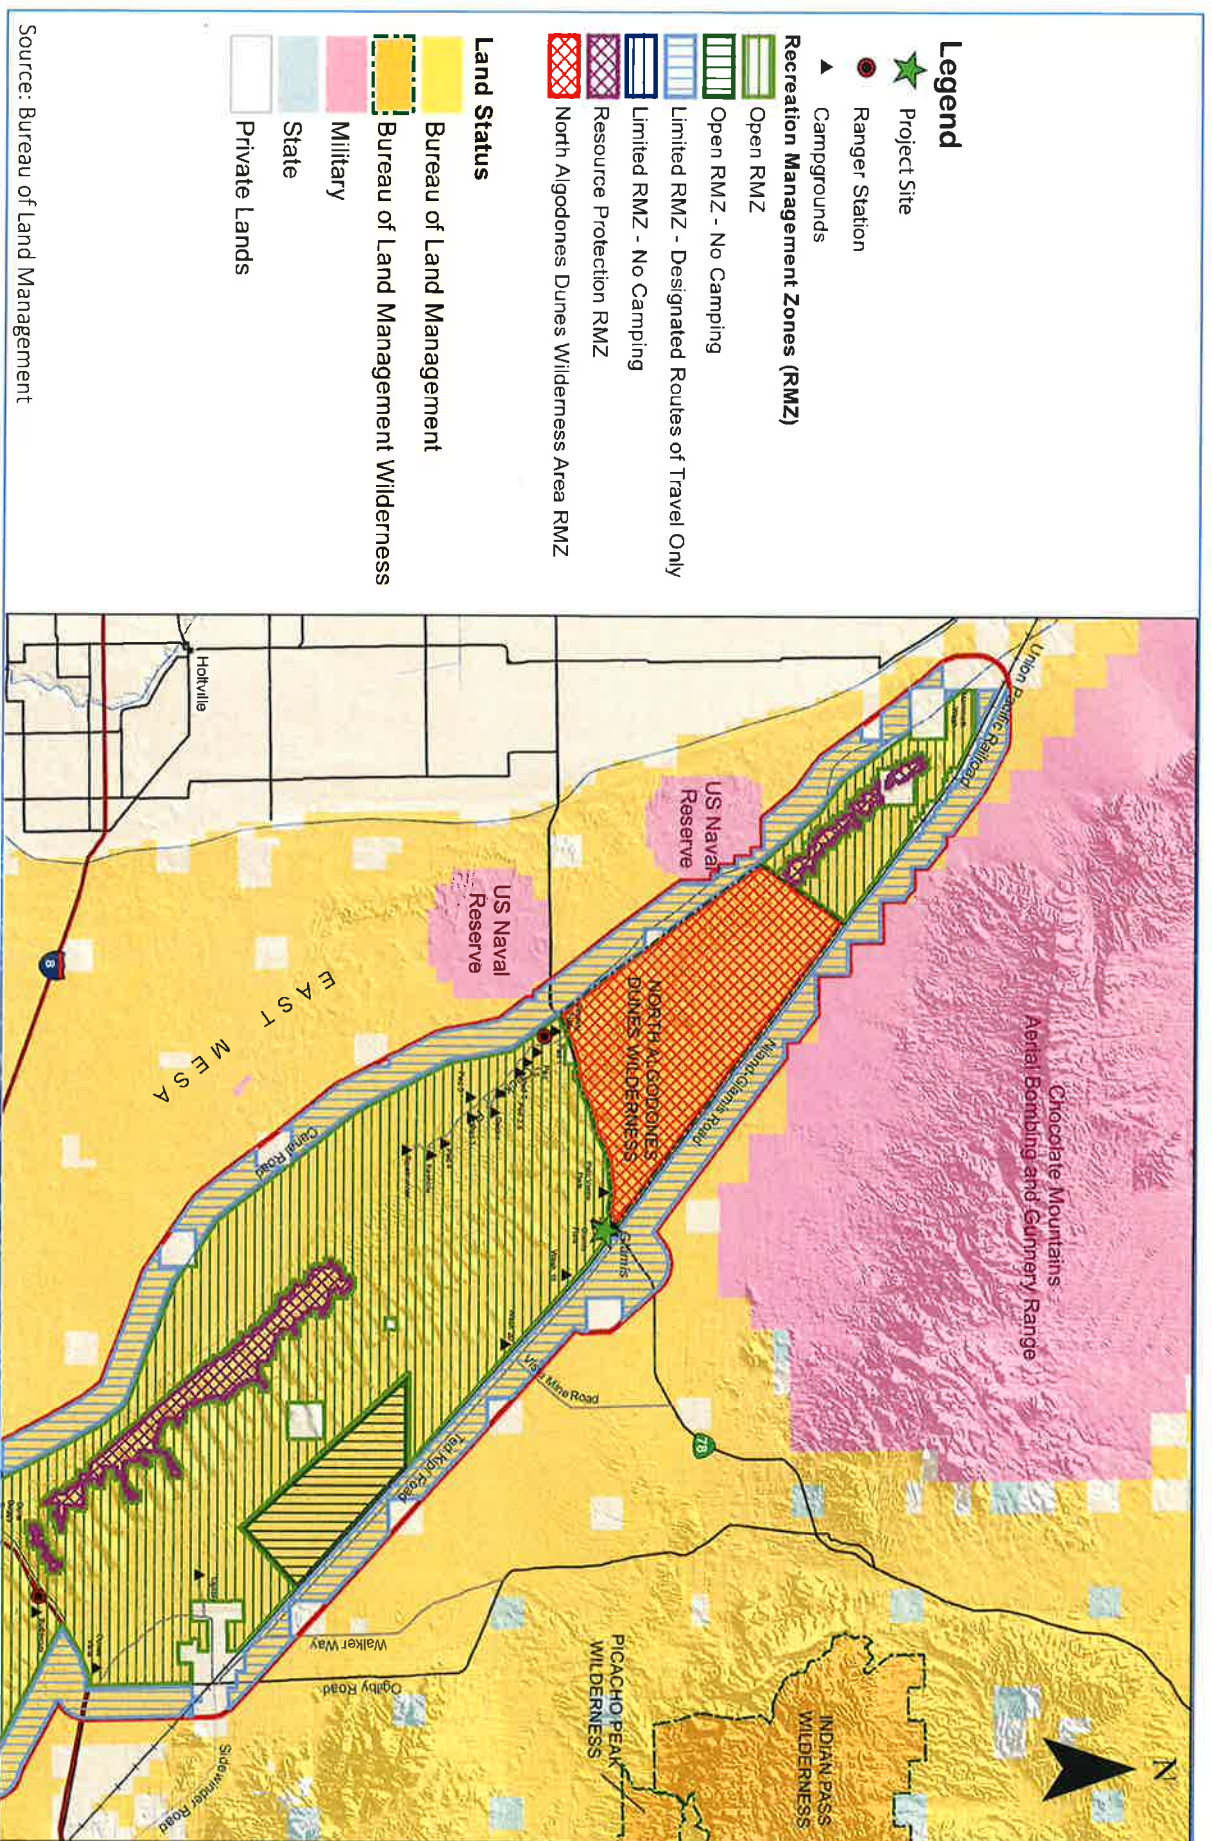 Legend
Project Site
Ranger Station
Campgrounds
Recreation Management Zones (RMZ)
Open RMZ
Open RMZ - No Camping
Limited RMZ - Designated Routes of Travel Only
Limited RMZ - No Camping
Resource Protection RMZ
North Algodones Dunes Wilderness Area RMZ
Land Status
Bureau of Land Management
Bureau of Land Management Wilderness
Military
State
Private Lands
Source: Bureau of Land Management
N
Union Pacific Railroad
Chocolate Mountains
Aerial Bombing and Gunnery Range
US Naval
Reserve
US Naval
Reserve
NORTH ALGODONES
DUNES WILDERNESS
Niland-Glamis Road
Glamis
Holtville
8
EAST MESA
Canal Road
Vista Mine Road
78
Ted Kipf Road
Walker Way
Ogilby Road
Sidewinder Road
PICACHO PEAK
WILDERNESS
INDIAN PASS
WILDERNESS